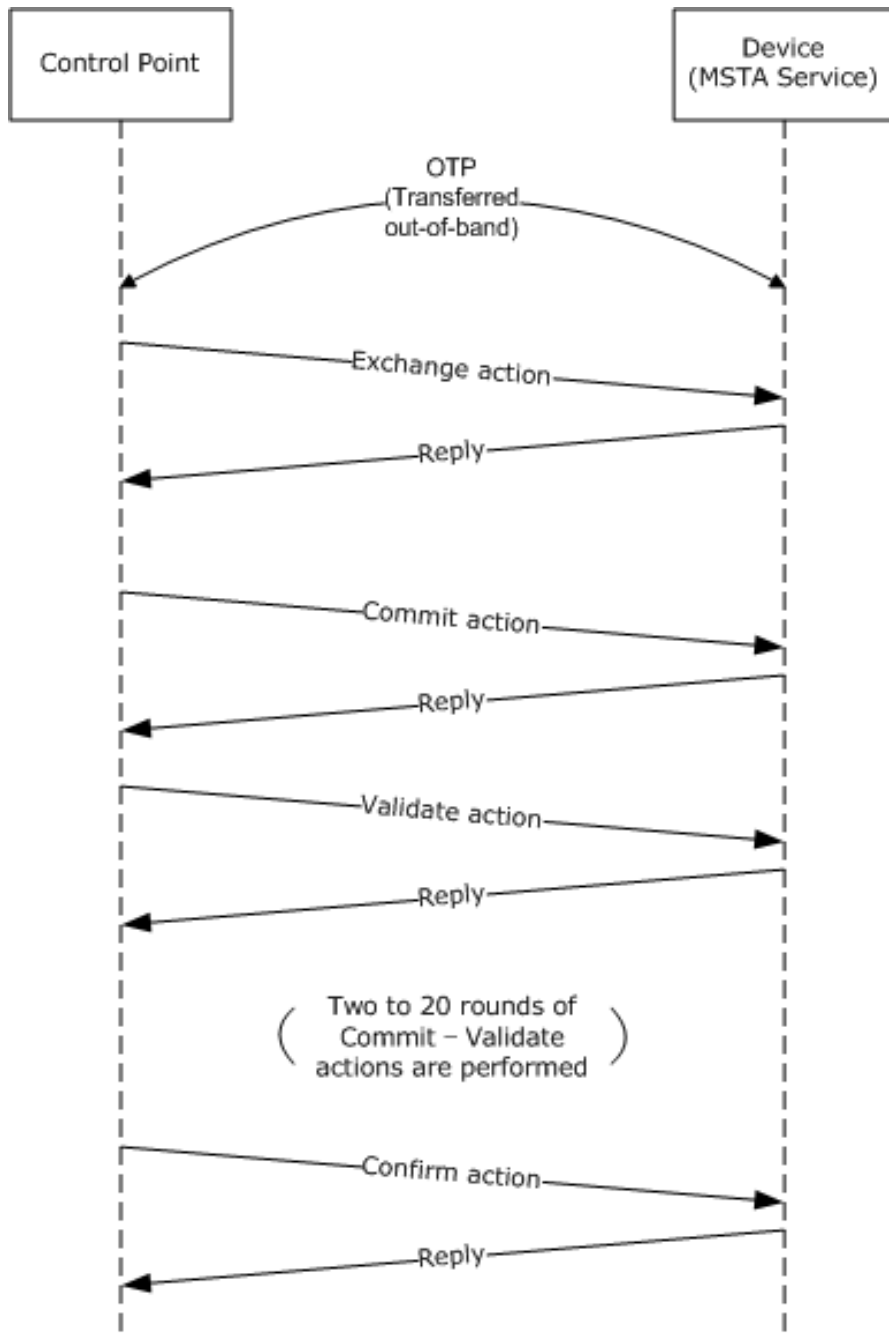 Control Point
Device
(MSTA Service)
OTP
(Transferred
out-of-band)
Exchange action
Reply
Commit action
Reply
Validate action
Reply
Two to 20 rounds of
Commit – Validate
actions are performed
Confirm action
Reply